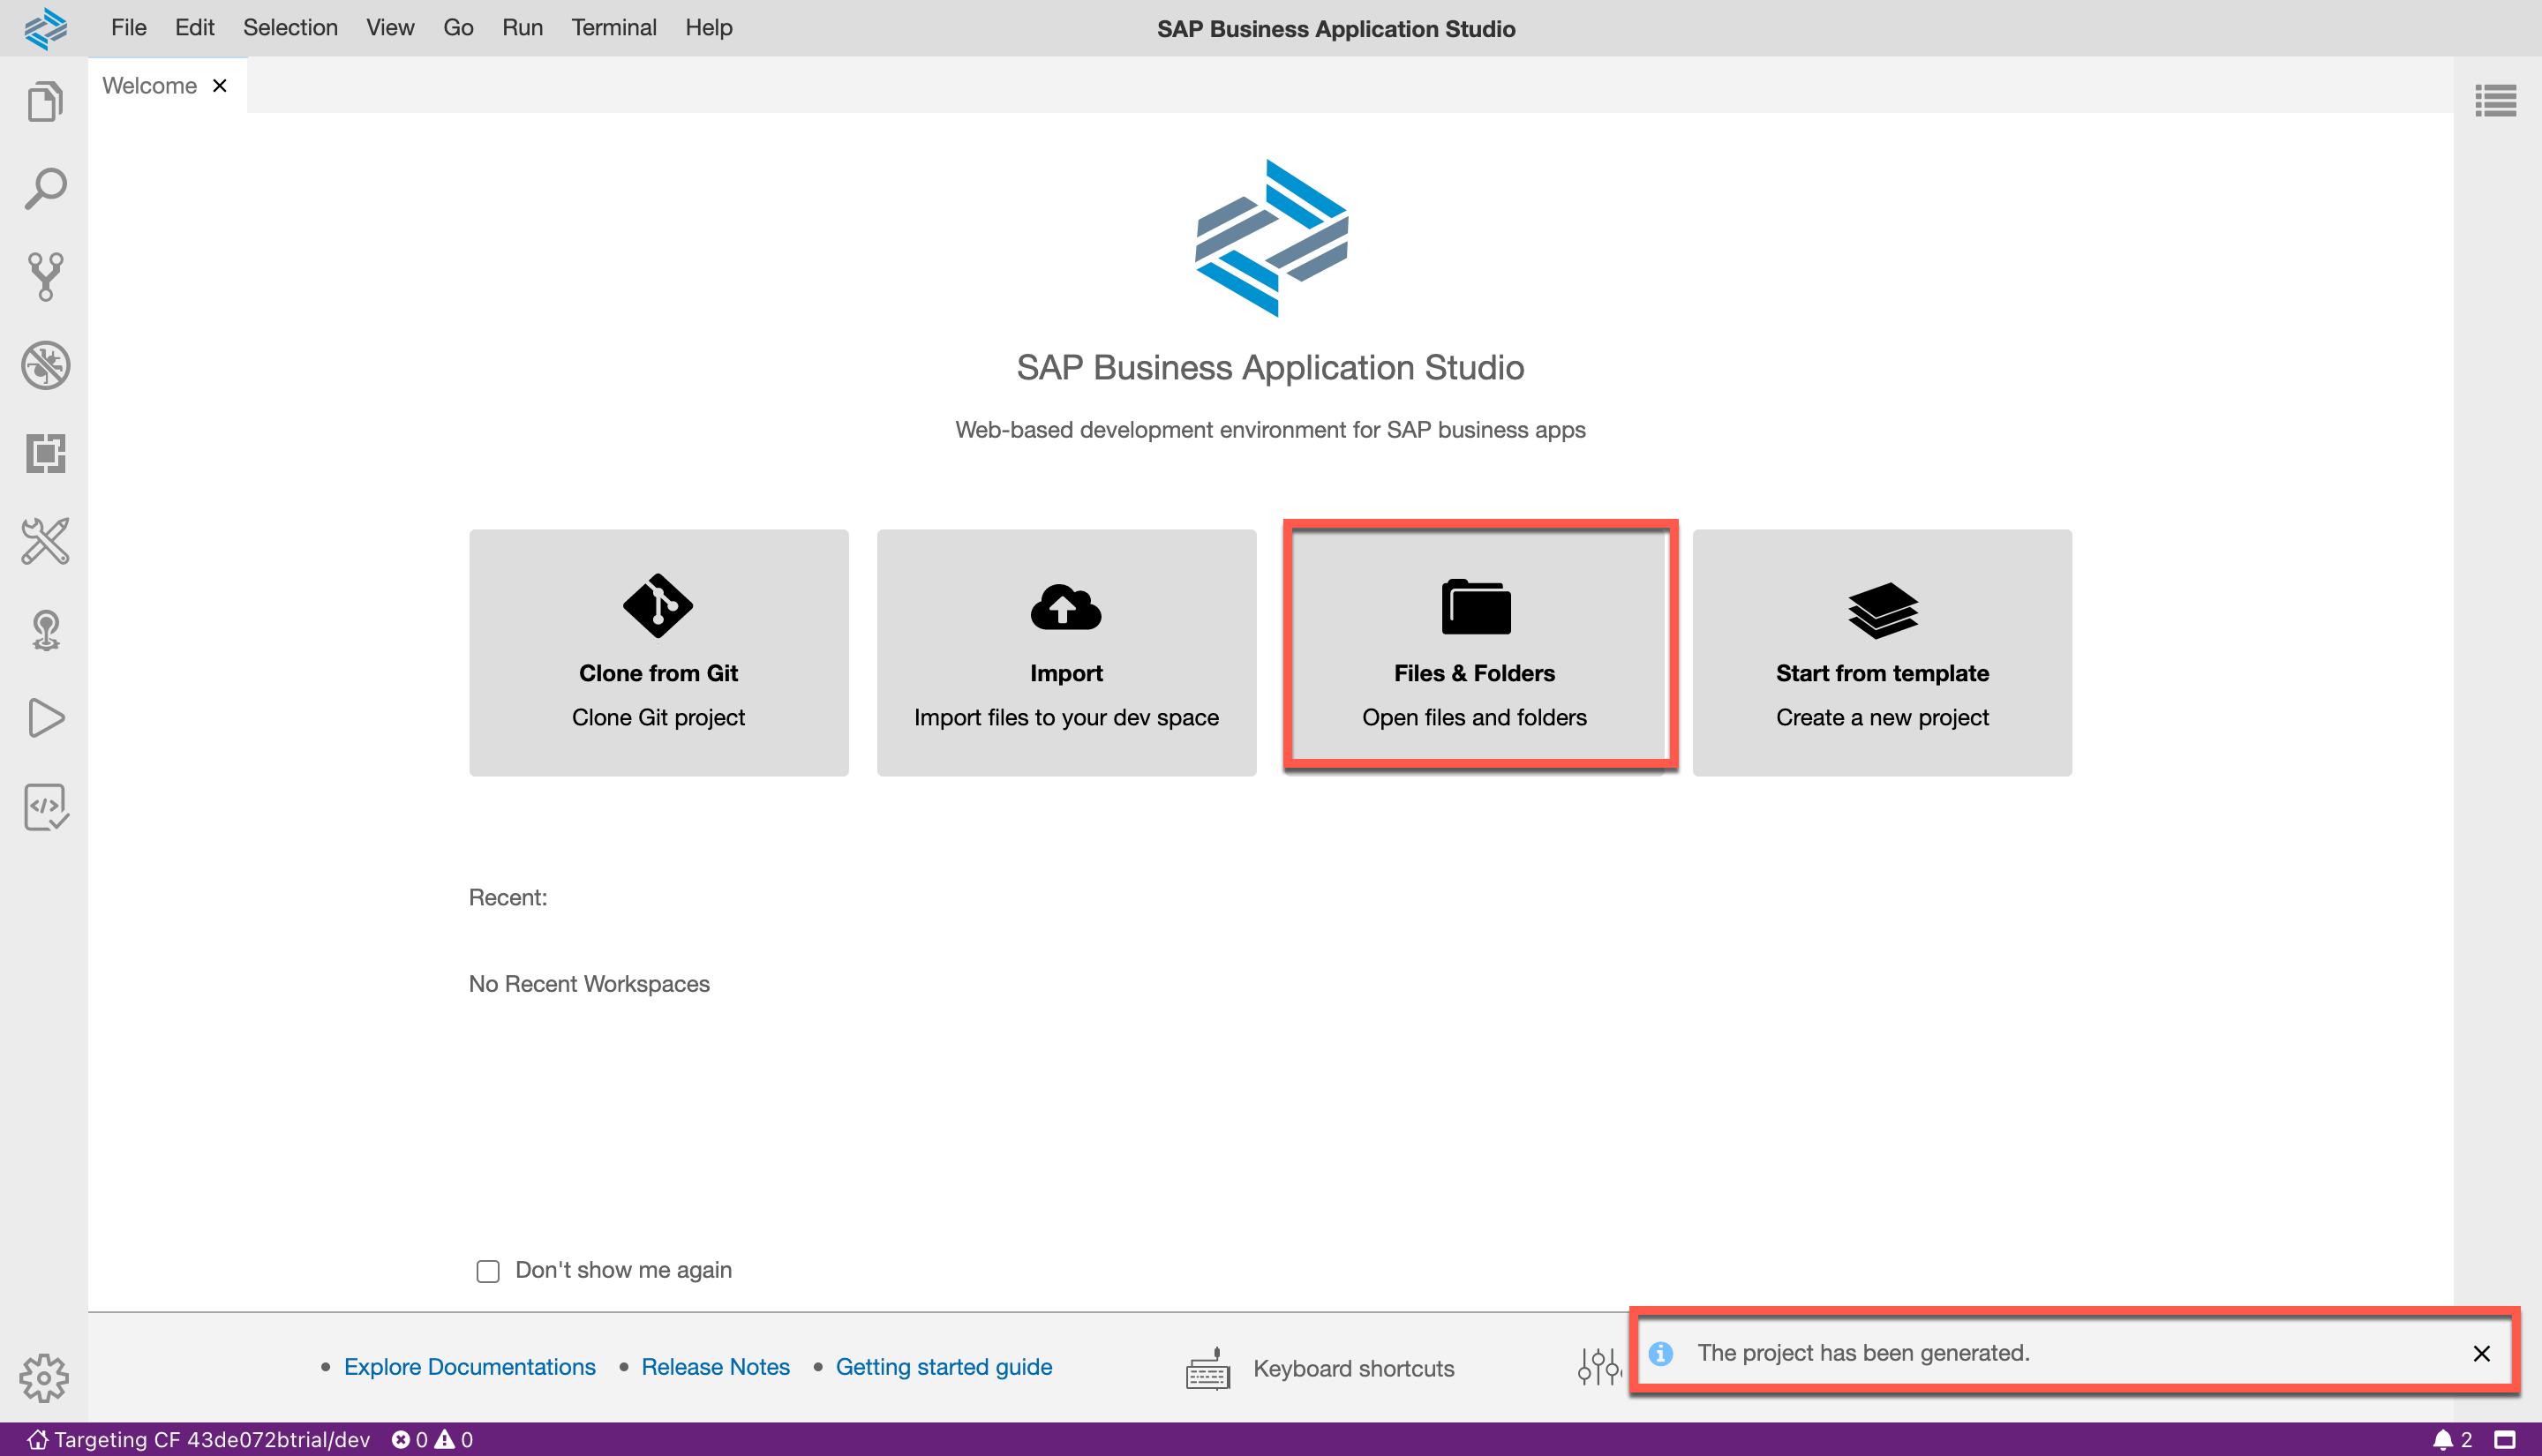 File Edit Selection View Go Run Terminal Help
SAP Business Application Studio
Welcome
SAP Business Application Studio
Web-based development environment for SAP business apps
Clone from Git
Clone Git project
Import
Import files to your dev space
Files & Folders
Open files and folders
Start from template
Create a new project
Recent:
No Recent Workspaces
Don't show me again
• Explore Documentations • Release Notes • Getting started guide
Keyboard shortcuts
The project has been generated.
Targeting CF 43de072btrial/dev 0 0
2